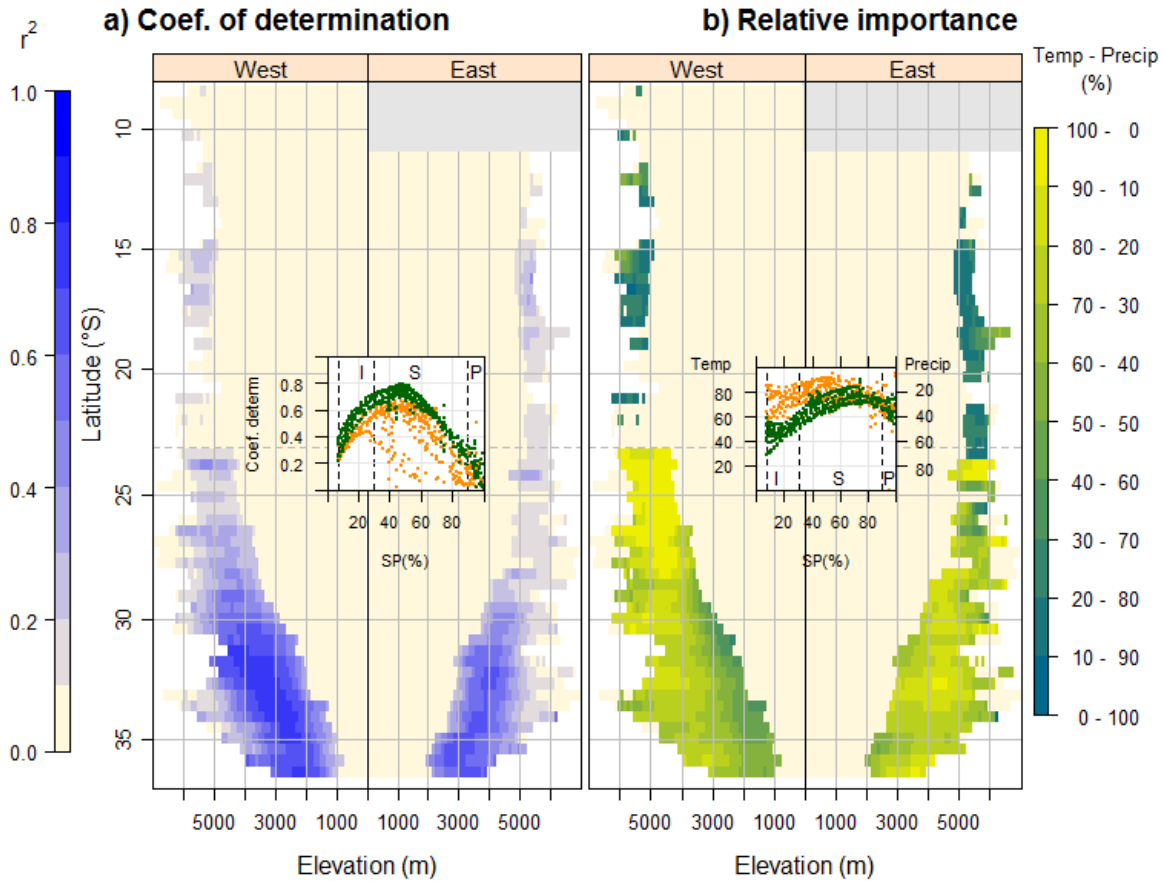 a) Coef. of determination
b) Relative importance
r2
West East
West East
Temp - Precip
(%)
1.0
0.8
0.6
0.4
0.2
0.0
Latitude (°S)
10
15
20
25
30
35
I S P
Coef. determ
0.8
0.6
0.4
0.2
20 40 60 80
SP(%)
Temp Precip
80
60
40
20
20
40
60
80
I S P
20 40 60 80
SP(%)
100 - 0
90 - 10
80 - 20
70 - 30
60 - 40
50 - 50
40 - 60
30 - 70
20 - 80
10 - 90
0 - 100
5000 3000 1000 1000 3000 5000
5000 3000 1000 1000 3000 5000
Elevation (m)
Elevation (m)